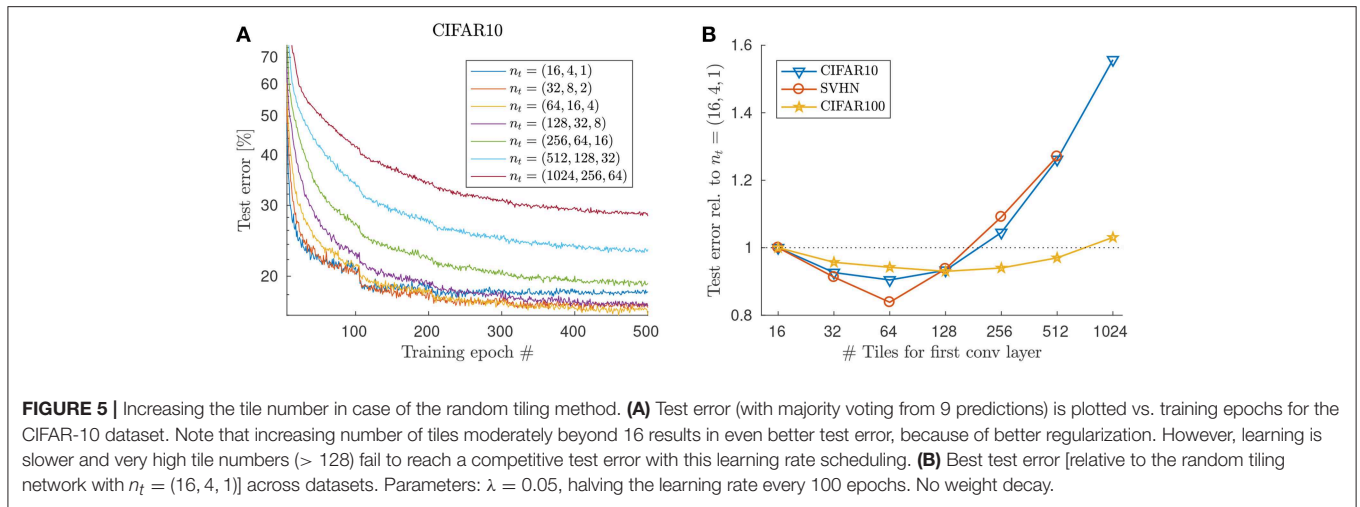 A
CIFAR10
Test error [%]
70
60
50
40
30
20
n_t = (16, 4, 1)
n_t = (32, 8, 2)
n_t = (64, 16, 4)
n_t = (128, 32, 8)
n_t = (256, 64, 16)
n_t = (512, 128, 32)
n_t = (1024, 256, 64)
100 200 300 400 500
Training epoch #
B
Test error rel. to n_t = (16, 4, 1)
1.6
1.4
1.2
1
0.8
CIFAR10
SVHN
CIFAR100
16 32 64 128 256 512 1024
# Tiles for first conv layer
FIGURE 5 | Increasing the tile number in case of the random tiling method. (A) Test error (with majority voting from 9 predictions) is plotted vs. training epochs for the
CIFAR-10 dataset. Note that increasing number of tiles moderately beyond 16 results in even better test error, because of better regularization. However, learning is
slower and very high tile numbers (> 128) fail to reach a competitive test error with this learning rate scheduling. (B) Best test error [relative to the random tiling
network with n_t = (16, 4, 1)] across datasets. Parameters: λ = 0.05, halving the learning rate every 100 epochs. No weight decay.